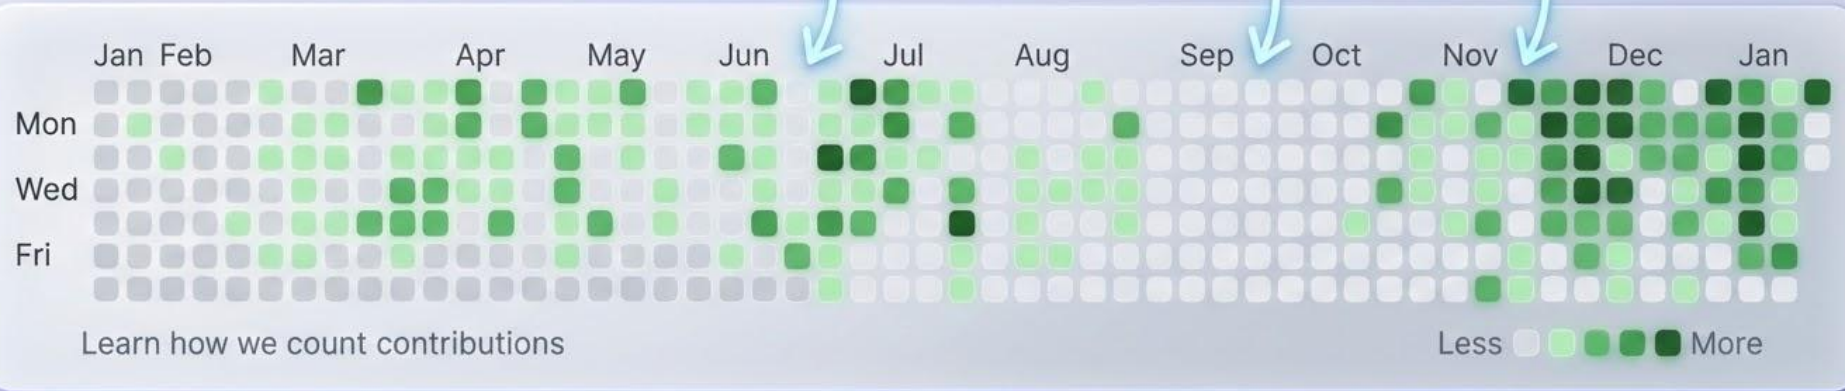 Jan Feb Mar Apr May Jun Jul Aug Sep Oct Nov Dec Jan
Mon
Wed
Fri
Learn how we count contributions
Less More